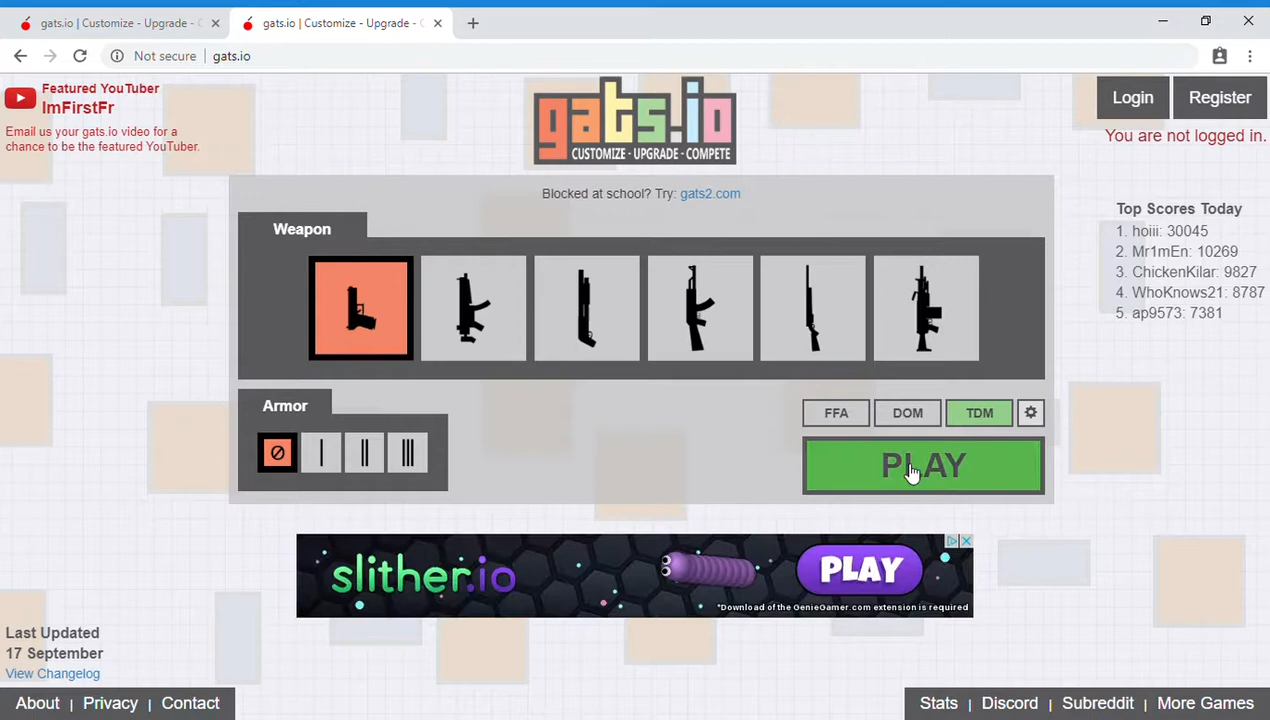 gats.io | Customize - Upgrade - C
gats.io | Customize - Upgrade - C
Not secure | gats.io
Featured YouTuber
ImFirstFr
Email us your gats.io video for a
chance to be the featured YouTuber.
gats.io
CUSTOMIZE - UPGRADE - COMPETE
Login
Register
You are not logged in.
Blocked at school? Try: gats2.com
Weapon
Top Scores Today
1. hoiii: 30045
2. Mr1mEn: 10269
3. ChickenKilar: 9827
4. WhoKnows21: 8787
5. ap9573: 7381
Armor
FFA
DOM
TDM
PLAY
slither.io
PLAY
*Download of the GenieGamer.com extension is required
Last Updated
17 September
View Changelog
About | Privacy | Contact
Stats | Discord | Subreddit | More Games